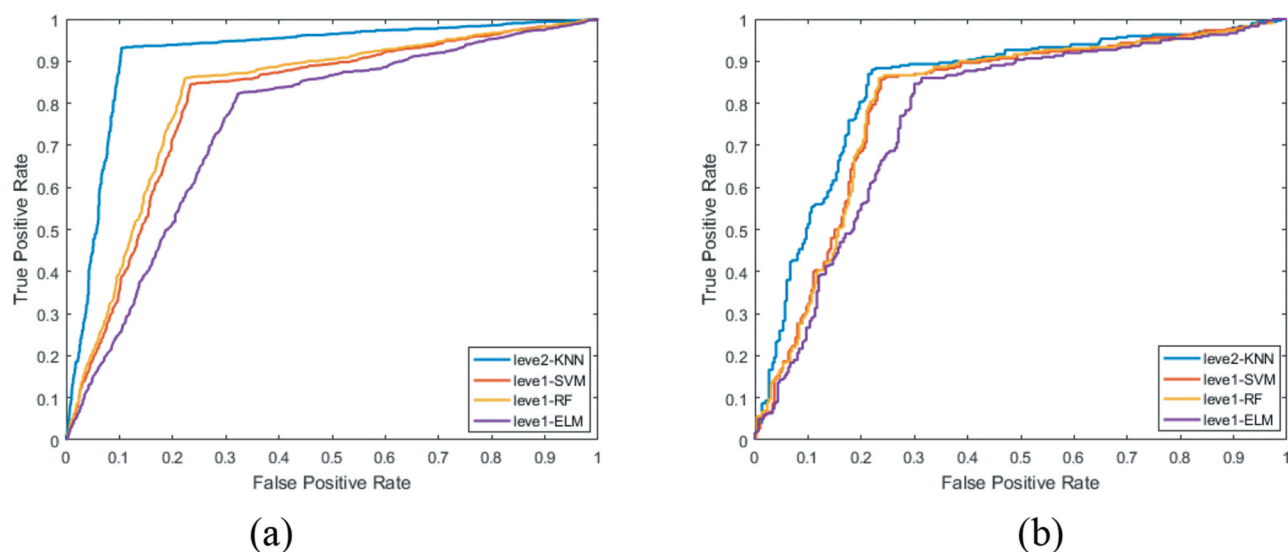 1
0.9
0.8
0.7
0.6
0.5
0.4
0.3
0.2
0.1
0
True Positive Rate
leve2-KNN
leve1-SVM
leve1-RF
leve1-ELM
0 0.1 0.2 0.3 0.4 0.5 0.6 0.7 0.8 0.9 1
False Positive Rate
(a)
1
0.9
0.8
0.7
0.6
0.5
0.4
0.3
0.2
0.1
0
True Positive Rate
leve2-KNN
leve1-SVM
leve1-RF
leve1-ELM
0 0.1 0.2 0.3 0.4 0.5 0.6 0.7 0.8 0.9 1
False Positive Rate
(b)